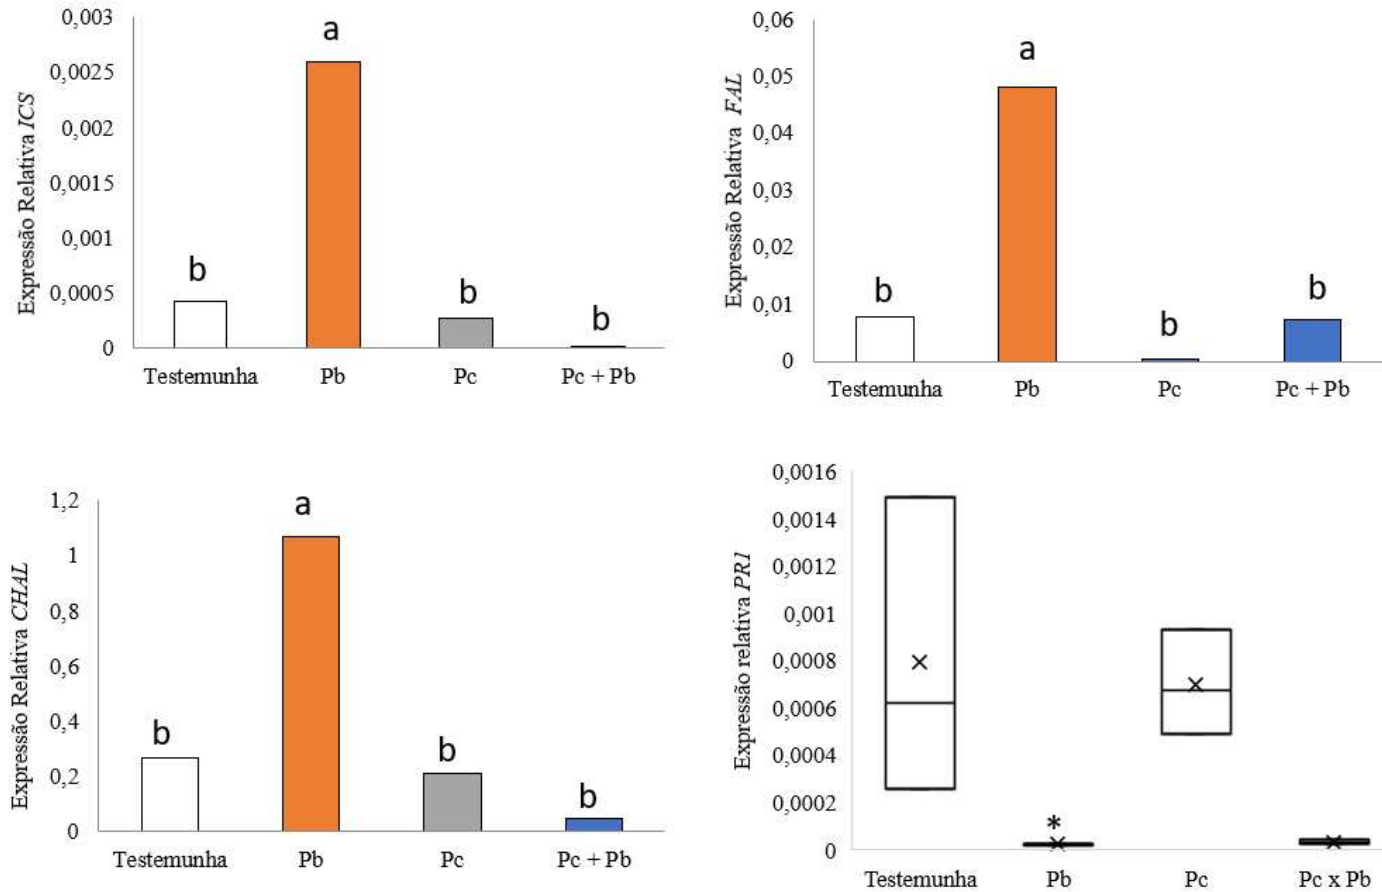 Expressão Relativa ICS
0,003
0,0025
0,002
0,0015
0,001
0,0005
0
b
a
b
b
Testemunha
Pb
Pc
Pc + Pb
Expressão Relativa FAL
0,06
0,05
0,04
0,03
0,02
0,01
0
b
a
b
b
Testemunha
Pb
Pc
Pc + Pb
Expressão Relativa CHAL
1,2
1
0,8
0,6
0,4
0,2
0
b
a
b
b
Testemunha
Pb
Pc
Pc + Pb
Expressão relativa PR1
0,0016
0,0014
0,0012
0,001
0,0008
0,0006
0,0004
0,0002
0
*
Testemunha
Pb
Pc
Pc x Pb